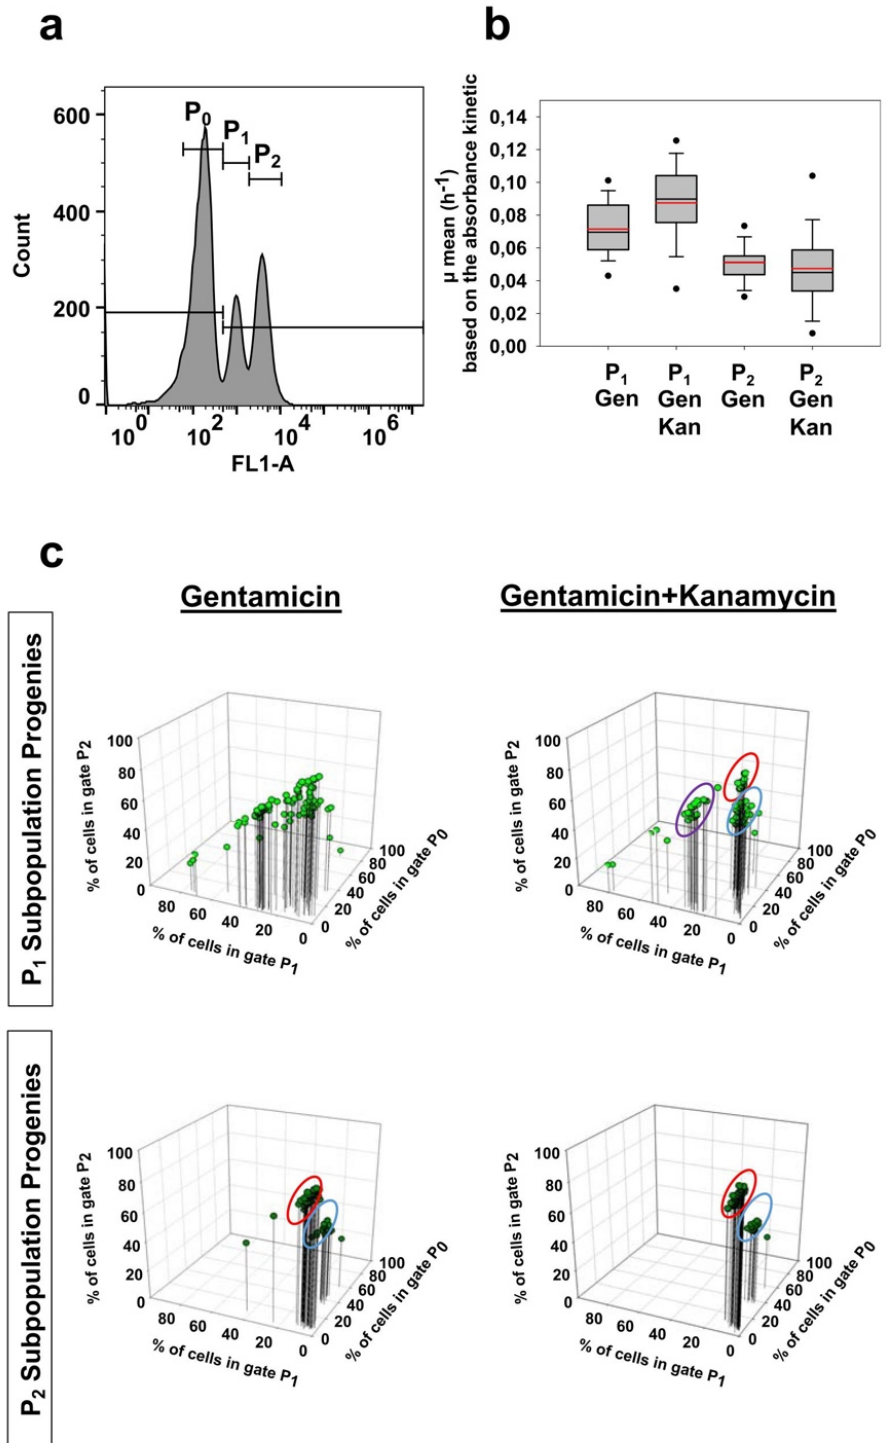 a
600
400
200
0
Count
P0
P1
P2
10^0
10^2
10^4
10^6
FL1-A
b
µ mean (h-1)
based on the absorbance kinetic
0,14
0,12
0,10
0,08
0,06
0,04
0,02
0,00
P1
Gen
P1
Gen
Kan
P2
Gen
P2
Gen
Kan
c
Gentamicin
Gentamicin+Kanamycin
P1 Subpopulation Progenies
% of cells in gate P2
100
80
60
40
20
0
80
60
40
20
0
% of cells in gate P1
0
20
40
60
80
100
% of cells in gate P0
% of cells in gate P2
100
80
60
40
20
0
80
60
40
20
0
% of cells in gate P1
0
20
40
60
80
100
% of cells in gate P0
P2 Subpopulation Progenies
% of cells in gate P2
100
80
60
40
20
0
80
60
40
20
0
% of cells in gate P1
0
20
40
60
80
100
% of cells in gate P0
% of cells in gate P2
100
80
60
40
20
0
80
60
40
20
0
% of cells in gate P1
0
20
40
60
80
100
% of cells in gate P0